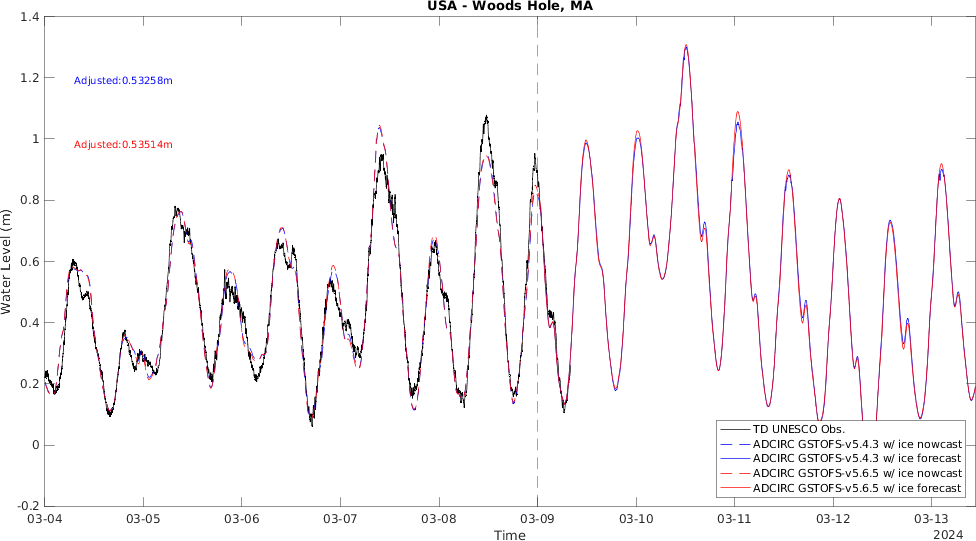 USA - Woods Hole, MA
1.4
1.2
1
0.8
0.6
0.4
0.2
0
-0.2
Water Level (m)
Adjusted:0.53258m
Adjusted:0.53514m
TD UNESCO Obs.
ADCIRC GSTOFS-v5.4.3 w/ ice nowcast
ADCIRC GSTOFS-v5.4.3 w/ ice forecast
ADCIRC GSTOFS-v5.6.5 w/ ice nowcast
ADCIRC GSTOFS-v5.6.5 w/ ice forecast
03-04 03-05 03-06 03-07 03-08 03-09 03-10 03-11 03-12 03-13
Time
2024